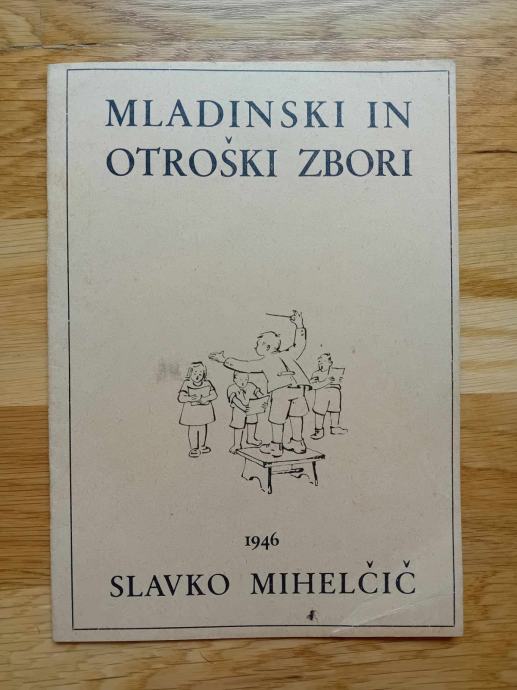 MLADINSKI IN
OTROŠKI ZBORI
1946
SLAVKO MIHELČIČ